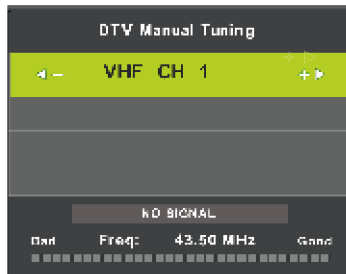 DTV Manual Tuning
- VHF CH 1 +
NO SIGNAL
Bad Freq: 43.50 MHz Good